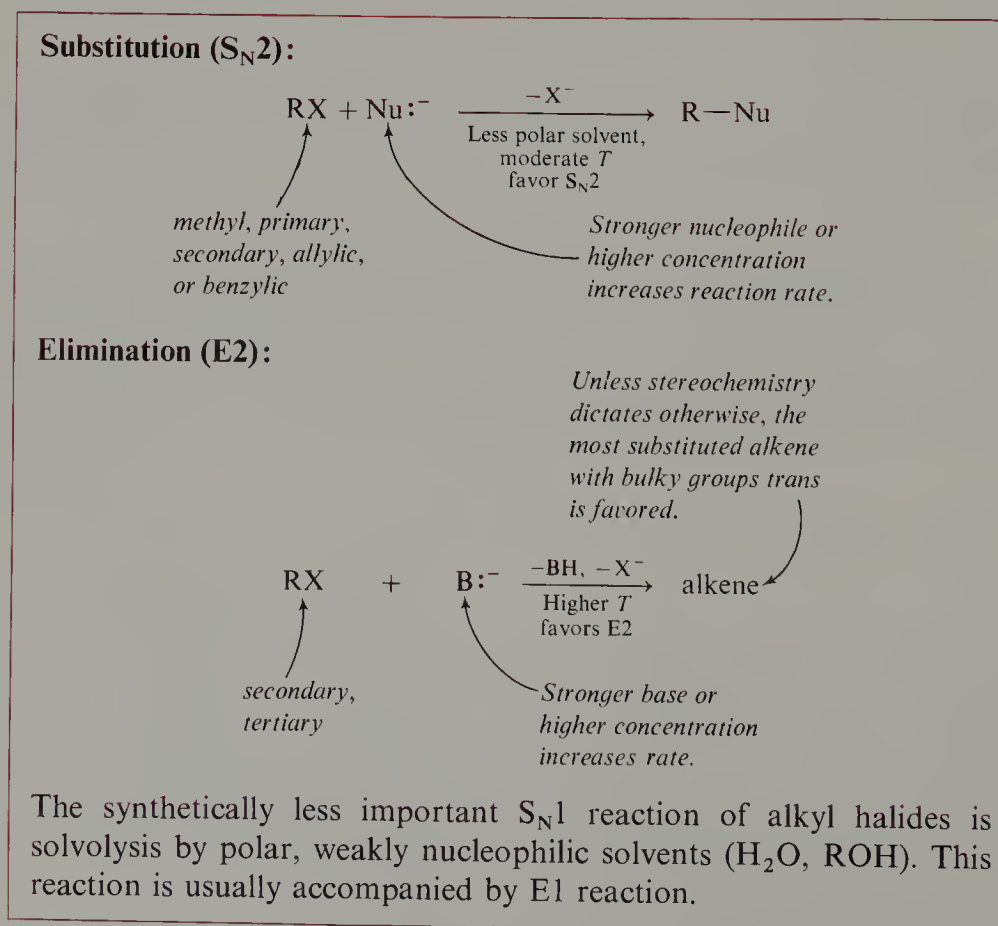 Substitution (SN2):
−X⁻
RX + Nu:⁻ R—Nu
Less polar solvent,
moderate T
favor SN2
methyl, primary,
secondary, allylic,
or benzylic
Stronger nucleophile or
higher concentration
increases reaction rate.
Elimination (E2):
Unless stereochemistry
dictates otherwise, the
most substituted alkene
with bulky groups trans
is favored.
−BH, −X⁻
RX + B:⁻ alkene
Higher T
favors E2
secondary,
tertiary
Stronger base or
higher concentration
increases rate.
The synthetically less important SN1 reaction of alkyl halides is
solvolysis by polar, weakly nucleophilic solvents (H₂O, ROH). This
reaction is usually accompanied by E1 reaction.